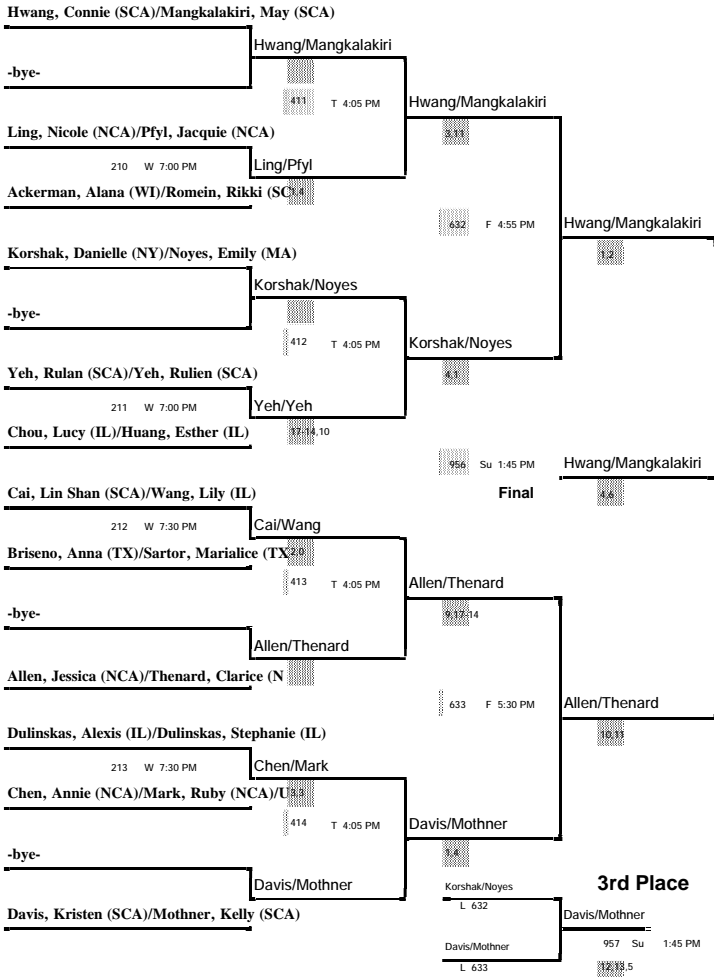 Hwang, Connie (SCA)/Mangkalakiri, May (SCA)
Hwang/Mangkalakiri
-bye-
411 T 4:05 PM
Hwang/Mangkalakiri
Ling, Nicole (NCA)/Pfyl, Jacquie (NCA)
3,11
210 W 7:00 PM
Ling/Pfyl
Ackerman, Alana (WI)/Romein, Rikki (SC
1,4
632 F 4:55 PM
Hwang/Mangkalakiri
Korshak, Danielle (NY)/Noyes, Emily (MA)
1,2
Korshak/Noyes
-bye-
412 T 4:05 PM
Korshak/Noyes
Yeh, Rulan (SCA)/Yeh, Rulien (SCA)
4,1
211 W 7:00 PM
Yeh/Yeh
Chou, Lucy (IL)/Huang, Esther (IL)
17-14,10
956 Su 1:45 PM
Hwang/Mangkalakiri
Cai, Lin Shan (SCA)/Wang, Lily (IL)
Final
4,6
212 W 7:30 PM
Cai/Wang
Briseno, Anna (TX)/Sartor, Marialice (TX
2,0
413 T 4:05 PM
Allen/Thenard
-bye-
9,17-14
Allen/Thenard
Allen, Jessica (NCA)/Thenard, Clarice (N
633 F 5:30 PM
Allen/Thenard
Dulinskas, Alexis (IL)/Dulinskas, Stephanie (IL)
10,11
213 W 7:30 PM
Chen/Mark
Chen, Annie (NCA)/Mark, Ruby (NCA)/U
3,3
414 T 4:05 PM
Davis/Mothner
-bye-
1,4
Davis/Mothner
Korshak/Noyes
3rd Place
L 632
Davis, Kristen (SCA)/Mothner, Kelly (SCA)
Davis/Mothner
Davis/Mothner
957 Su 1:45 PM
L 633
12,13,5